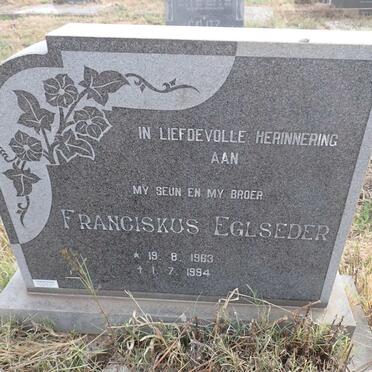 IN LIEFDEVOLLE HERINNERING
AAN
MY SEUN EN MY BROER
FRANCISKUS EGLSEDER
* 19. 8. 1963
† 1. 7. 1994